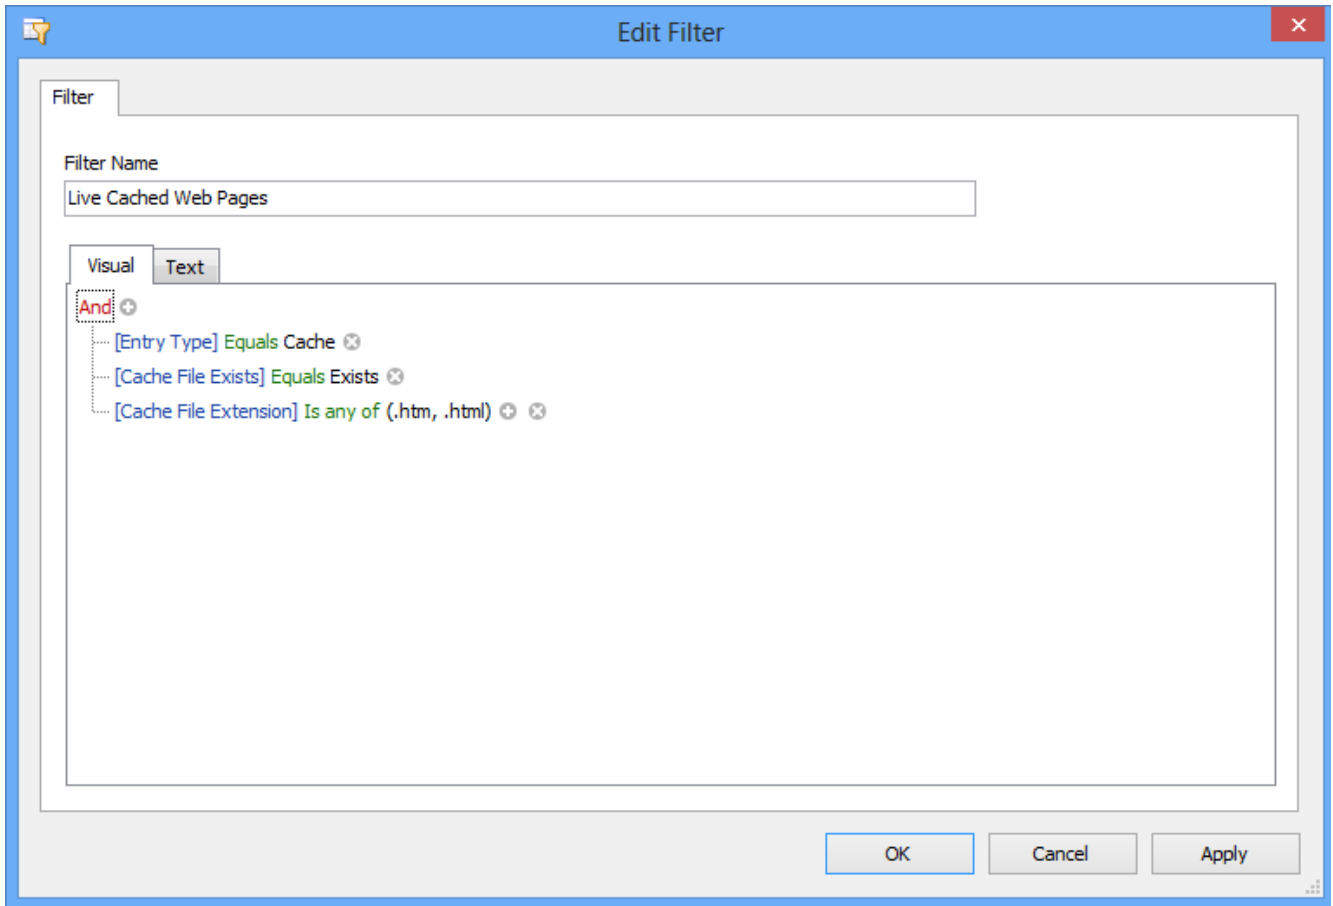 Edit Filter
Filter
Filter Name
Live Cached Web Pages
Visual Text
And
[Entry Type] Equals Cache
[Cache File Exists] Equals Exists
[Cache File Extension] Is any of (.htm, .html)
OK Cancel Apply